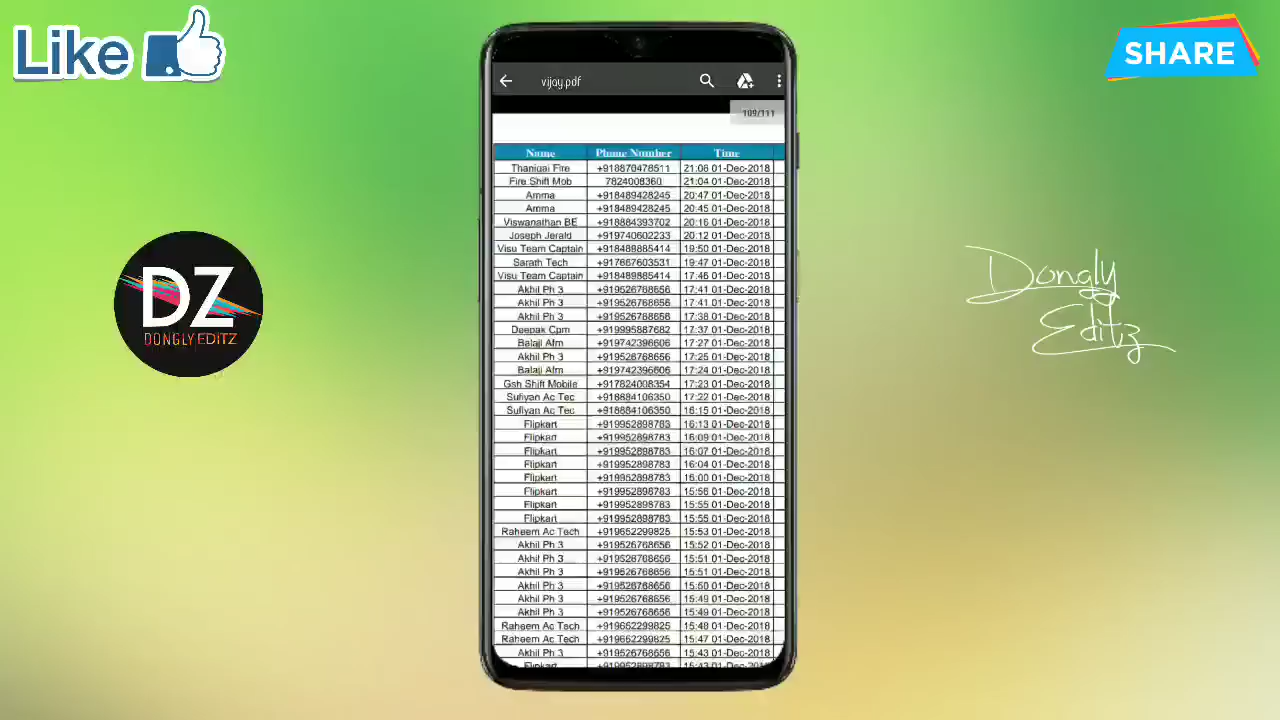 Like
SHARE
vijoy.pdf
109/111
Name Phone Number Time
Thanigai Fire +918870478511 21:06 01-Dec-2018
Fire Shift Mob 7824008360 21:04 01-Dec-2018
Amma +918489428245 20:47 01-Dec-2018
Amma +918489428245 20:45 01-Dec-2018
Viswanathan BE +918884393702 20:16 01-Dec-2018
Joseph Jerald +919740602233 20:12 01-Dec-2018
Visu Team Captain +918489885414 19:50 01-Dec-2018
Sarath Tech +917667603531 19:47 01-Dec-2018
Visu Team Captain +918489885414 17:46 01-Dec-2018
Akhil Ph 3 +919526768656 17:41 01-Dec-2018
Akhil Ph 3 +919526768656 17:41 01-Dec-2018
Akhil Ph 3 +919526768656 17:38 01-Dec-2018
Deepak Cpm +919995887682 17:37 01-Dec-2018
Balaji Afm +919742396606 17:27 01-Dec-2018
Akhil Ph 3 +919526768656 17:25 01-Dec-2018
Balaji Afm +919742396606 17:24 01-Dec-2018
Gsh Shift Mobile +917824008354 17:23 01-Dec-2018
Sufiyan Ac Tec +918884106350 17:22 01-Dec-2018
Sufiyan Ac Tec +918884106350 16:15 01-Dec-2018
Flipkart +919952898783 16:13 01-Dec-2018
Flipkart +919952898783 16:09 01-Dec-2018
Flipkart +919952898783 16:07 01-Dec-2018
Flipkart +919952898783 16:04 01-Dec-2018
Flipkart +919952898783 16:00 01-Dec-2018
Flipkart +919952898783 15:56 01-Dec-2018
Flipkart +919952898783 15:55 01-Dec-2018
Flipkart +919952898783 15:55 01-Dec-2018
Raheem Ac Tech +919652299825 15:53 01-Dec-2018
Akhil Ph 3 +919526768656 15:52 01-Dec-2018
Akhil Ph 3 +919526768656 15:51 01-Dec-2018
Akhil Ph 3 +919526768656 15:51 01-Dec-2018
Akhil Ph 3 +919526768656 15:50 01-Dec-2018
Akhil Ph 3 +919526768656 15:49 01-Dec-2018
Akhil Ph 3 +919526768656 15:49 01-Dec-2018
Raheem Ac Tech +919652299825 15:48 01-Dec-2018
Raheem Ac Tech +919652299825 15:47 01-Dec-2018
Akhil Ph 3 +919526768656 15:43 01-Dec-2018
Flipkart +919952898783 15:43 01-Dec-2018
DZ
DONGLY EDITZ
Dongly
Editz